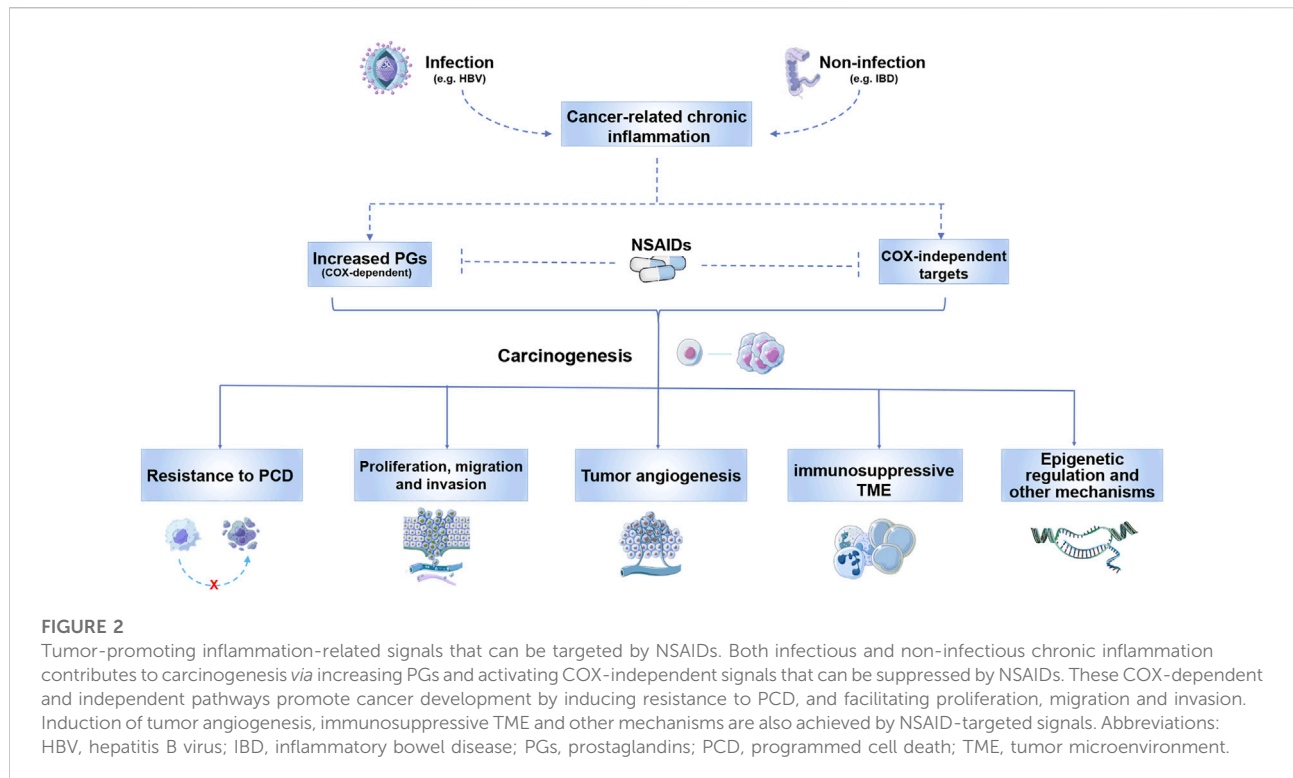 Infection
(e.g. HBV)
Non-infection
(e.g. IBD)
Cancer-related chronic
inflammation
Increased PGs
(COX-dependent)
NSAIDs
COX-independent
targets
Carcinogenesis
Resistance to PCD
Proliferation, migration
and invasion
Tumor angiogenesis
immunosuppressive
TME
Epigenetic
regulation and
other mechanisms
X
FIGURE 2
Tumor-promoting inflammation-related signals that can be targeted by NSAIDs. Both infectious and non-infectious chronic inflammation
contributes to carcinogenesis via increasing PGs and activating COX-independent signals that can be suppressed by NSAIDs. These COX-dependent
and independent pathways promote cancer development by inducing resistance to PCD, and facilitating proliferation, migration and invasion.
Induction of tumor angiogenesis, immunosuppressive TME and other mechanisms are also achieved by NSAID-targeted signals. Abbreviations:
HBV, hepatitis B virus; IBD, inflammatory bowel disease; PGs, prostaglandins; PCD, programmed cell death; TME, tumor microenvironment.